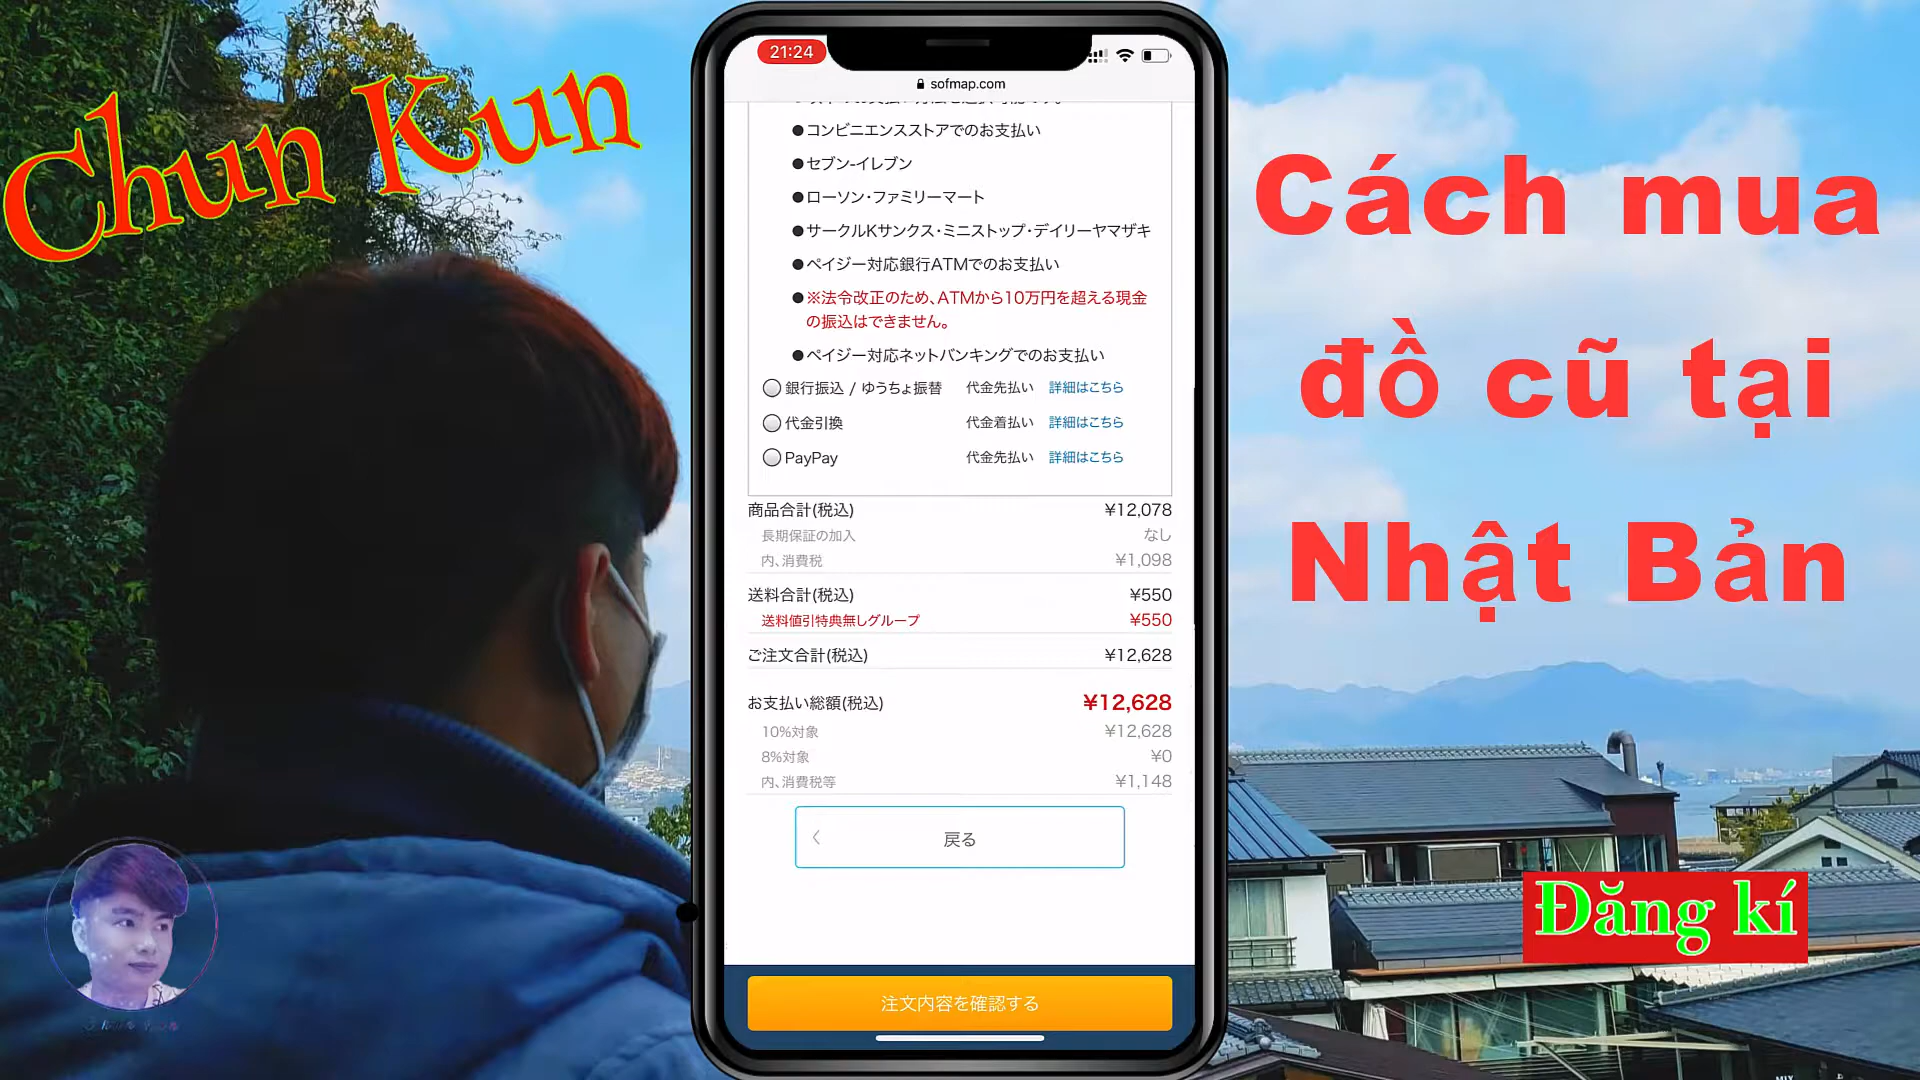 Chun Kun
21:24
sofmap.com
●コンビニエンスストアでのお支払い
●セブン-イレブン
●ローソン・ファミリーマート
●サークルKサンクス・ミニストップ・デイリーヤマザキ
●ペイジー対応銀行ATMでのお支払い
●※法令改正のため、ATMから10万円を超える現金
の振込はできません。
●ペイジー対応ネットバンキングでのお支払い
銀行振込 / ゆうちょ振替 代金先払い 詳細はこちら
代金引換 代金着払い 詳細はこちら
PayPay 代金先払い 詳細はこちら
商品合計(税込) ¥12,078
長期保証の加入 なし
内、消費税 ¥1,098
送料合計(税込) ¥550
送料値引特典無しグループ ¥550
ご注文合計(税込) ¥12,628
お支払い総額(税込) ¥12,628
10%対象 ¥12,628
8%対象 ¥0
内、消費税等 ¥1,148
戻る
注文内容を確認する
Cách mua
đồ cũ tại
Nhật Bản
Đăng kí